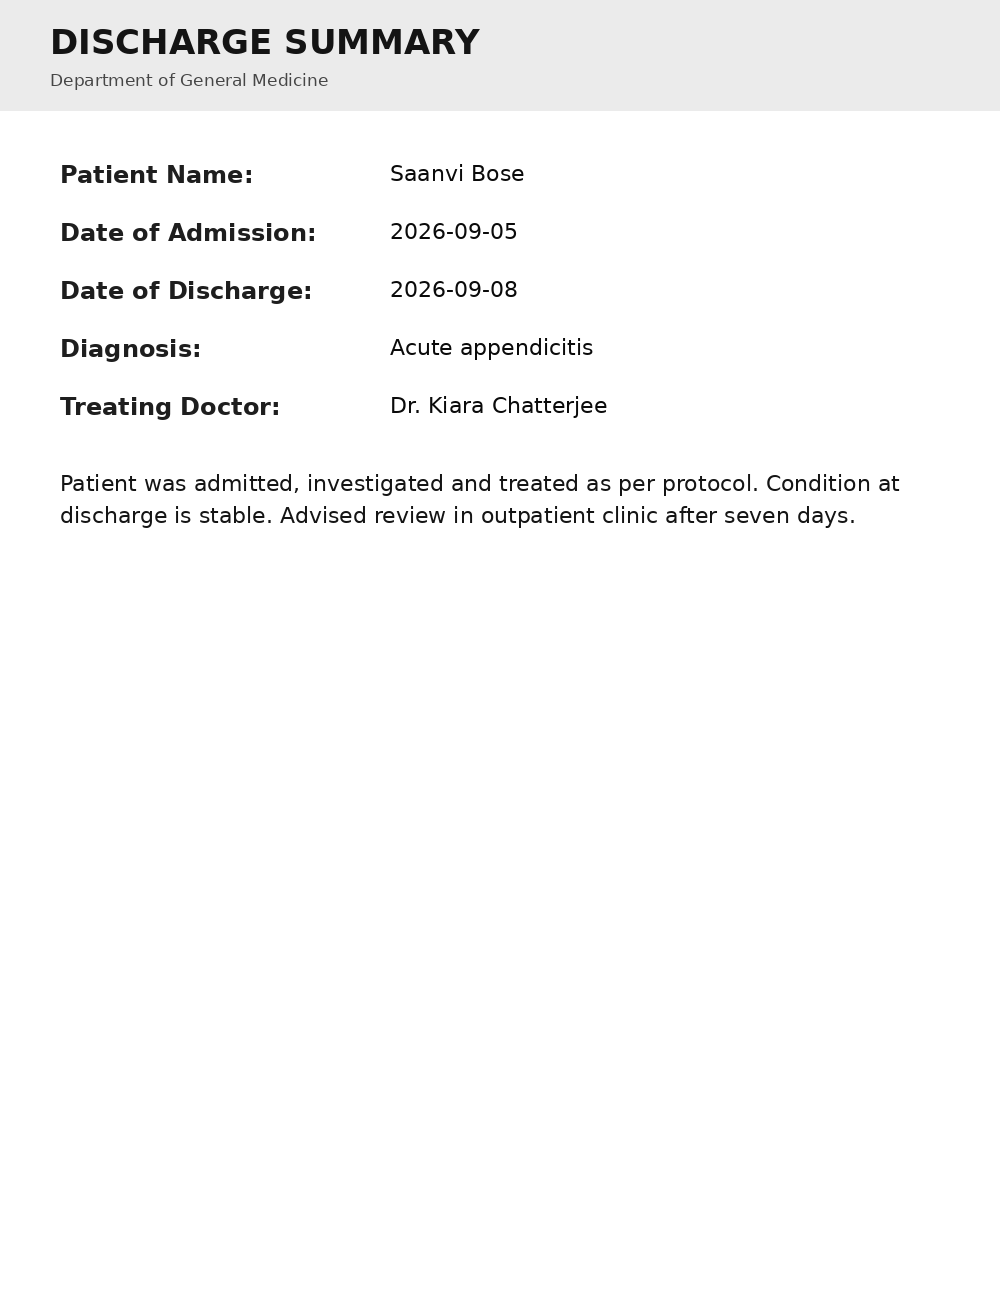 DISCHARGE SUMMARY
Department of General Medicine
Patient Name: Saanvi Bose
Date of Admission: 2026-09-05
Date of Discharge: 2026-09-08
Diagnosis: Acute appendicitis
Treating Doctor: Dr. Kiara Chatterjee
Patient was admitted, investigated and treated as per protocol. Condition at
discharge is stable. Advised review in outpatient clinic after seven days.